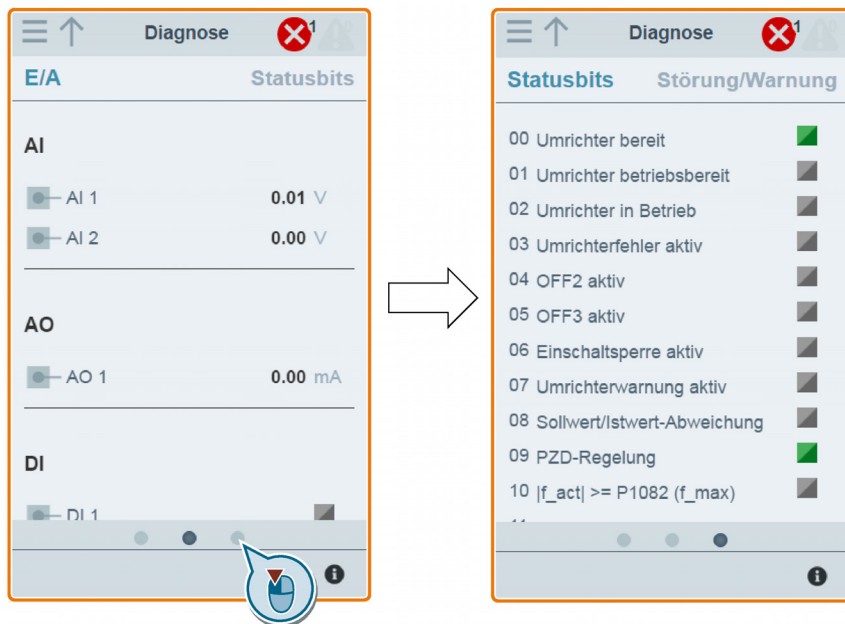 Diagnose
1
E/A
Statusbits
AI
AI 1
0.01 V
AI 2
0.00 V
AO
AO 1
0.00 mA
DI
DI 1
Diagnose
1
Statusbits
Störung/Warnung
00 Umrichter bereit
01 Umrichter betriebsbereit
02 Umrichter in Betrieb
03 Umrichterfehler aktiv
04 OFF2 aktiv
05 OFF3 aktiv
06 Einschaltsperre aktiv
07 Umrichterwarnung aktiv
08 Sollwert/Istwert-Abweichung
09 PZD-Regelung
10 |f_act| >= P1082 (f_max)